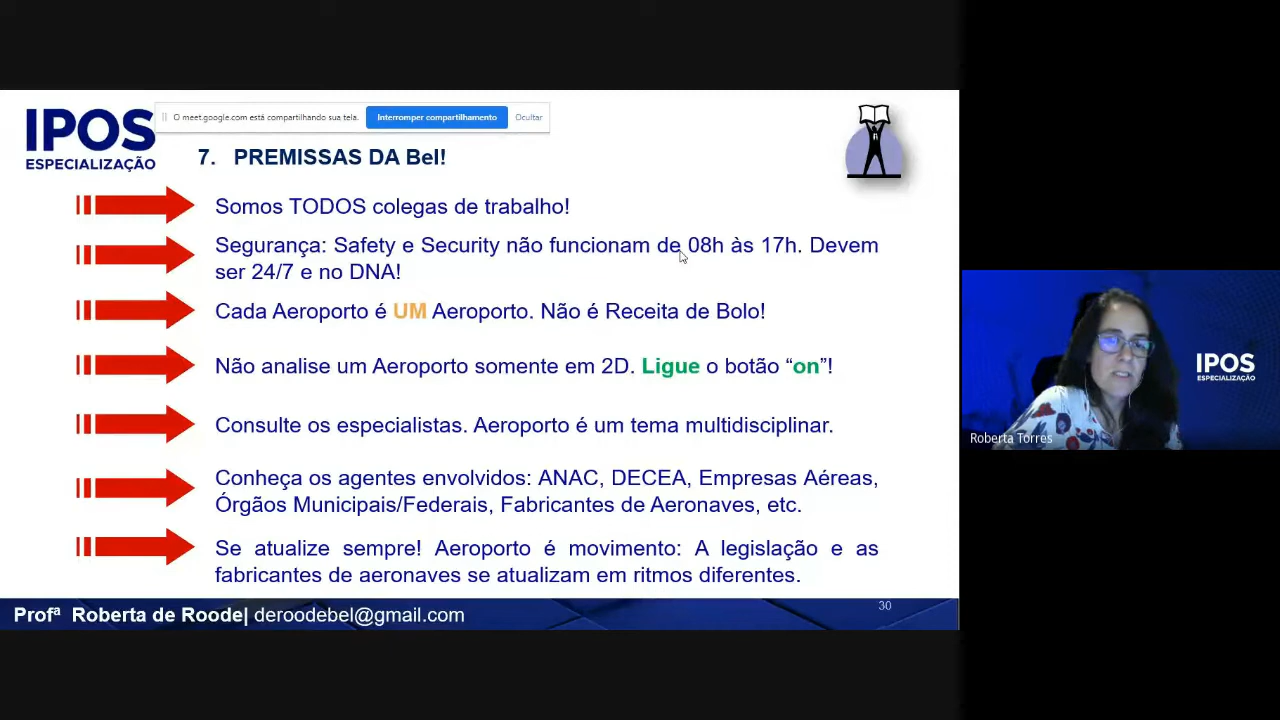 IPOS
ESPECIALIZAÇÃO
O meet.google.com está compartilhando sua tela.
Interromper compartilhamento
Ocultar
7. PREMISSAS DA Bel!
Somos TODOS colegas de trabalho!
Segurança: Safety e Security não funcionam de 08h às 17h. Devem
ser 24/7 e no DNA!
Cada Aeroporto é UM Aeroporto. Não é Receita de Bolo!
Não analise um Aeroporto somente em 2D. Ligue o botão “on”!
Consulte os especialistas. Aeroporto é um tema multidisciplinar.
Conheça os agentes envolvidos: ANAC, DECEA, Empresas Aéreas,
Órgãos Municipais/Federais, Fabricantes de Aeronaves, etc.
Se atualize sempre! Aeroporto é movimento: A legislação e as
fabricantes de aeronaves se atualizam em ritmos diferentes.
Profª Roberta de Roode| deroodebel@gmail.com
30
IPOS
ESPECIALIZAÇÃO
Roberta Torres